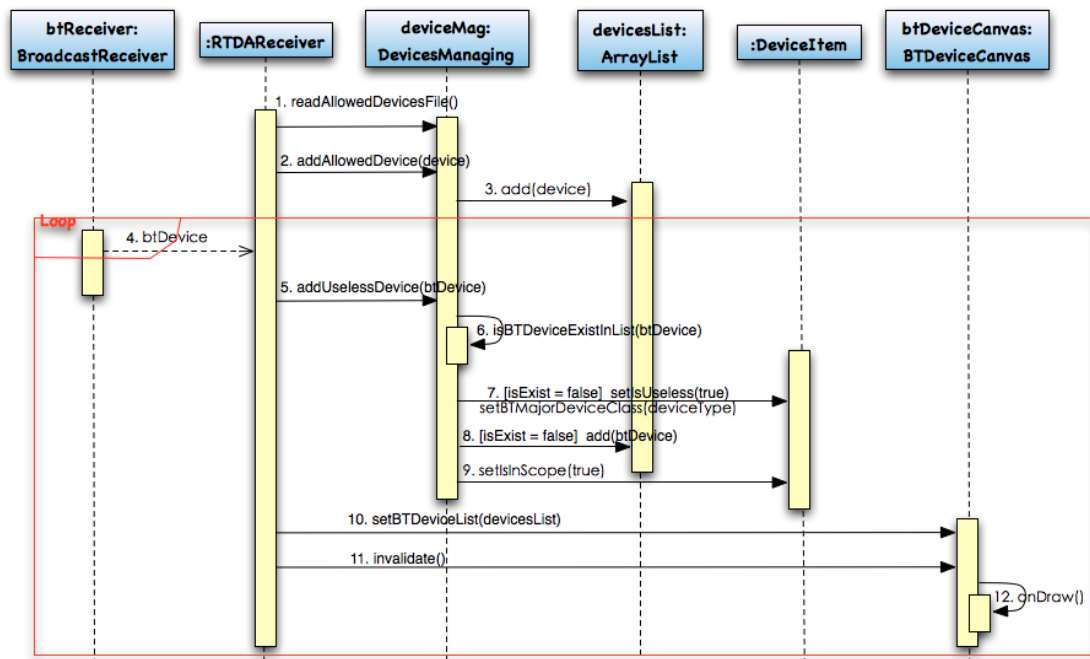 btReceiver:
BroadcastReceiver
:RTDAReceiver
deviceMag:
DevicesManaging
devicesList:
ArrayList
:DeviceItem
btDeviceCanvas:
BTDeviceCanvas
1. readAllowedDevicesFile()
2. addAllowedDevice(device)
3. add(device)
Loop
4. btDevice
5. addUselessDevice(btDevice)
6. isBTDeviceExistInList(btDevice)
7. [isExist = false] setIsUseless(true)
setBTMajorDeviceClass(deviceType)
8. [isExist = false] add(btDevice)
9. setIsInScope(true)
10. setBTDeviceList(devicesList)
11. invalidate()
12. onDraw()